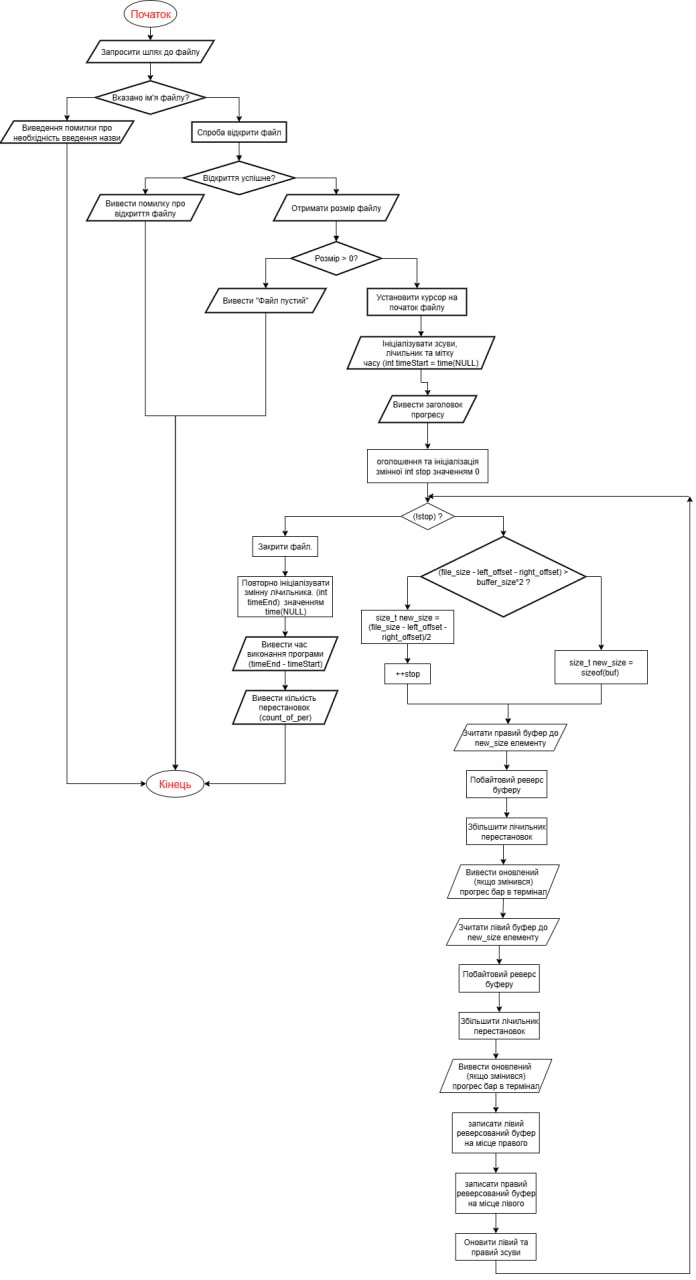 Початок
Запросити шлях до файлу
Вказано ім'я файлу?
Виведення помилки про
необхідність введення назви
Спроба відкрити файл
Відкриття успішне?
Вивести помилку про
відкриття файлу
Отримати розмір файлу
Розмір > 0?
Вивести "Файл пустий"
Установити курсор на
початок файлу
Ініціалізувати зсуви,
лічильник та мітку
часу (int timeStart = time(NULL)
Вивести заголовок
прогресу
оголошення та ініціалізація
змінної int stop значенням 0
(!stop) ?
Закрити файл.
Повторно ініціалізувати
змінну лічильника. (int
timeEnd) значенням
time(NULL)
Вивести час
виконання програми
(timeEnd - timeStart)
Вивести кількість
перестановок
(count_of_per)
Кінець
(file_size - left_offset - right_offset) >
buffer_size*2 ?
size_t new_size =
(file_size - left_offset -
right_offset)/2
++stop
size_t new_size =
sizeof(buf)
Зчитати правий буфер до
new_size елементу
Побайтовий реверс
буферу
Збільшити лічильник
перестановок
Вивести оновлений
(якщо змінився)
прогрес бар в термінал
Зчитати лівий буфер до
new_size елементу
Побайтовий реверс
буферу
Збільшити лічильник
перестановок
Вивести оновлений
(якщо змінився)
прогрес бар в термінал
записати лівий
реверсований буфер
на місце правого
записати правий
реверсований буфер
на місце лівого
Оновити лівий та
правий зсуви